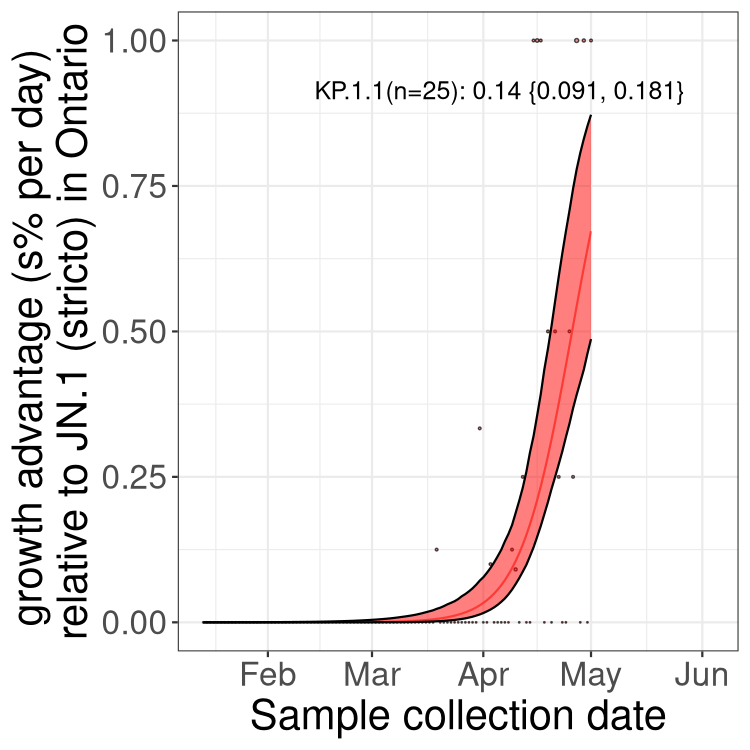 growth advantage (s% per day)
relative to JN.1 (stricto) in Ontario
1.00
0.75
0.50
0.25
0.00
KP.1.1(n=25): 0.14 {0.091, 0.181}
Feb Mar Apr May Jun
Sample collection date